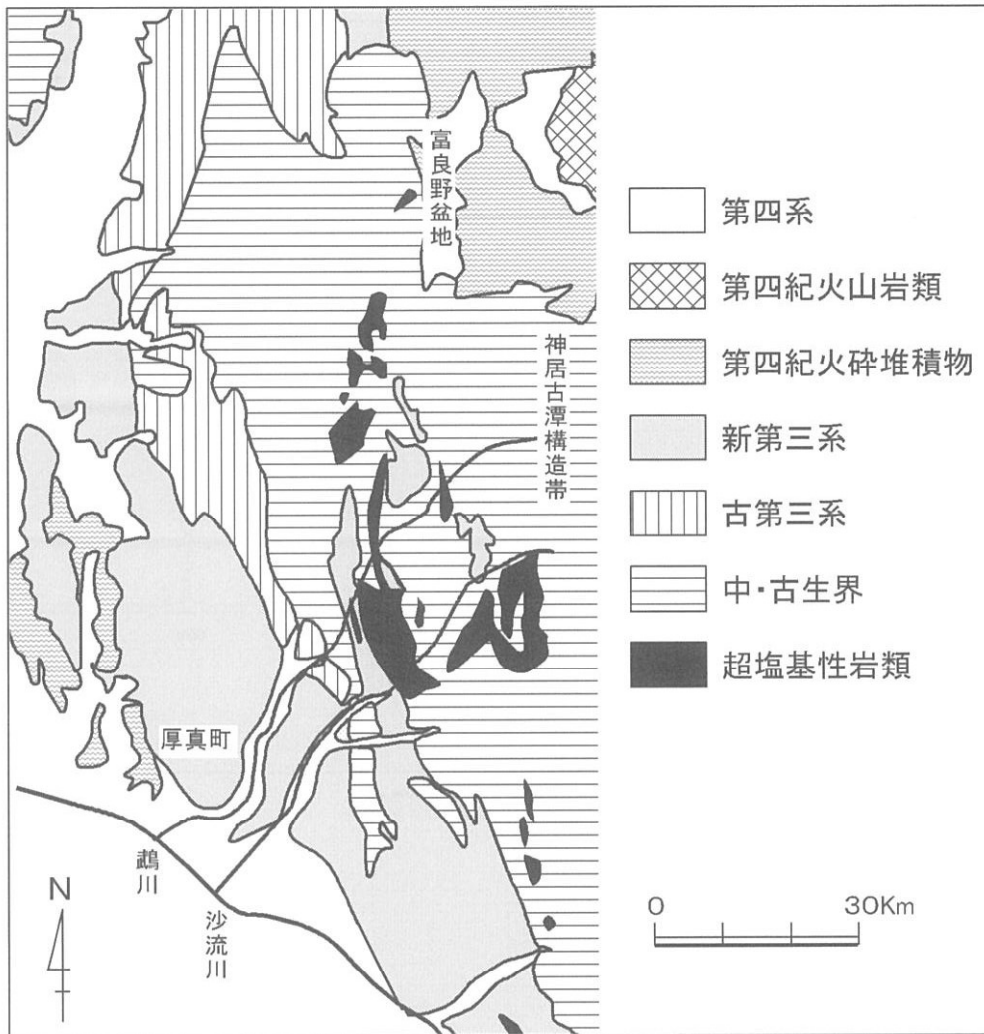 富良野盆地
神居古潭構造帯
厚真町
鵡川
沙流川
N
第四系
第四紀火山岩類
第四紀火砕堆積物
新第三系
古第三系
中・古生界
超塩基性岩類
0 30Km